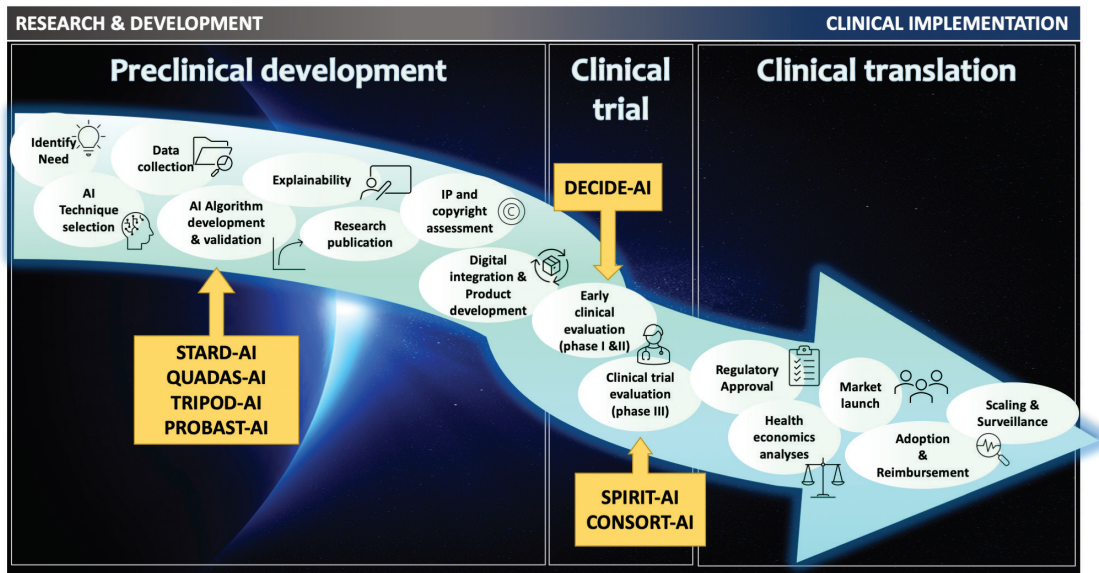 RESEARCH & DEVELOPMENT
CLINICAL IMPLEMENTATION
Preclinical development
Clinical
trial
Clinical translation
Identify
Need
Data
collection
Explainability
AI
Technique
selection
AI Algorithm
development
& validation
Research
publication
IP and
copyright
assessment
Digital
integration &
Product
development
DECIDE-AI
Early
clinical
evaluation
(phase I &II)
Clinical trial
evaluation
(phase III)
STARD-AI
QUADAS-AI
TRIPOD-AI
PROBAST-AI
SPIRIT-AI
CONSORT-AI
Regulatory
Approval
Health
economics
analyses
Market
launch
Adoption
&
Reimbursement
Scaling &
Surveillance